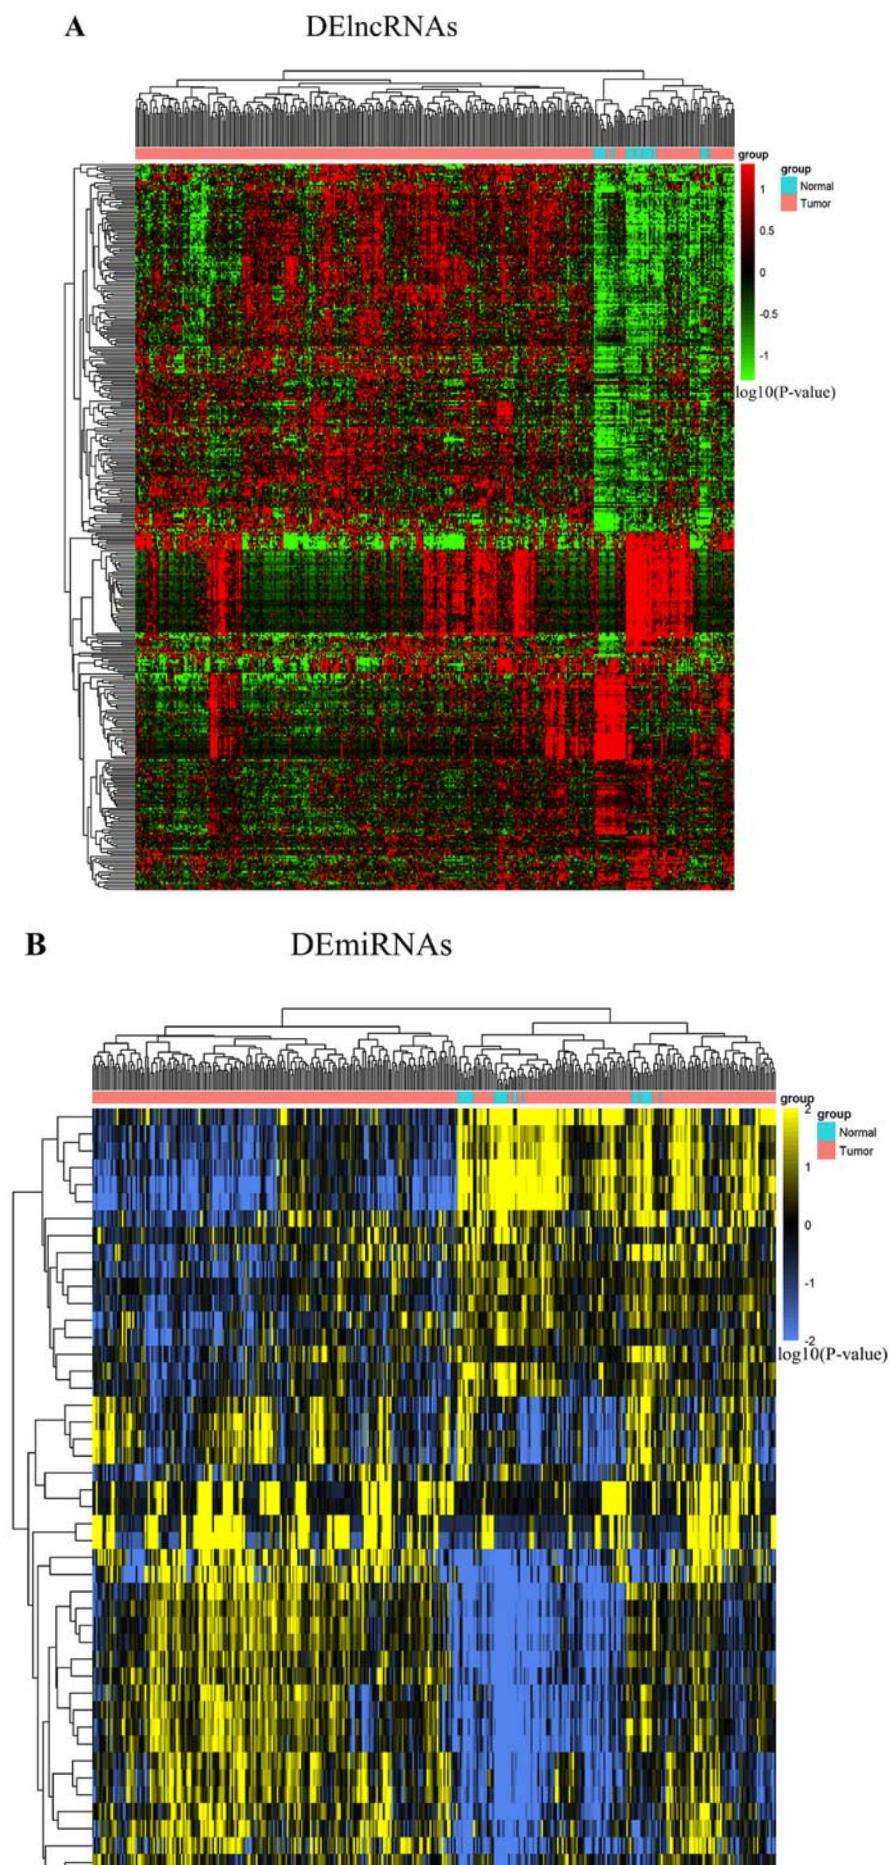 A DElncRNAs
group
group
1
Normal
Tumor
0.5
0
-0.5
-1
log10(P-value)
B DEmiRNAs
group
2
group
Normal
1
Tumor
0
-1
-2
log10(P-value)